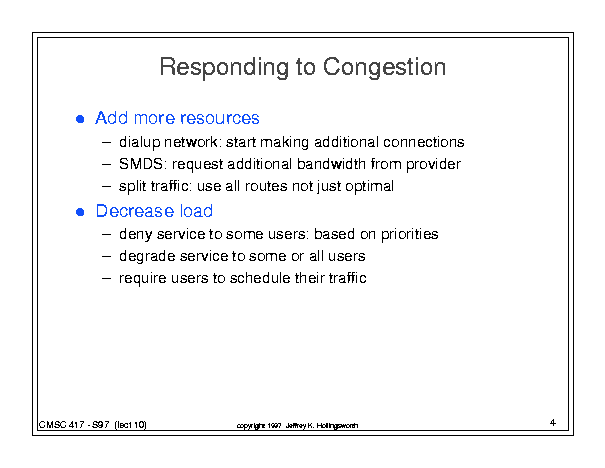 Responding to Congestion
● Add more resources
– dialup network: start making additional connections
– SMDS: request additional bandwidth from provider
– split traffic: use all routes not just optimal
● Decrease load
– deny service to some users: based on priorities
– degrade service to some or all users
– require users to schedule their traffic
CMSC 417 - S97 (lect 10)
copyright 1997 Jeffrey K. Hollingsworth
4